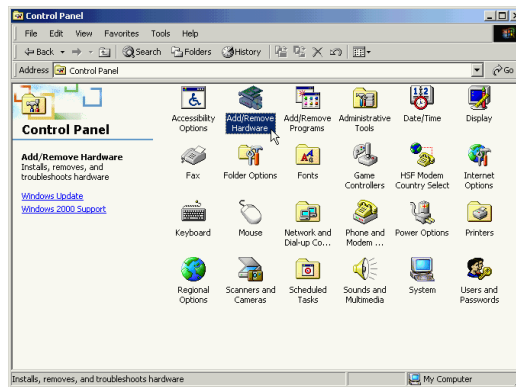 Control Panel
File Edit View Favorites Tools Help
Back Search Folders History
Address Control Panel Go
Control Panel
Add/Remove Hardware
Installs, removes, and
troubleshoots hardware
Windows Update
Windows 2000 Support
Accessibility Options
Add/Remove Hardware
Add/Remove Programs
Administrative Tools
Date/Time
Display
Fax
Folder Options
Fonts
Game Controllers
HSF Modem Country Select
Internet Options
Keyboard
Mouse
Network and Dial-up Co...
Phone and Modem ...
Power Options
Printers
Regional Options
Scanners and Cameras
Scheduled Tasks
Sounds and Multimedia
System
Users and Passwords
Installs, removes, and troubleshoots hardware
My Computer